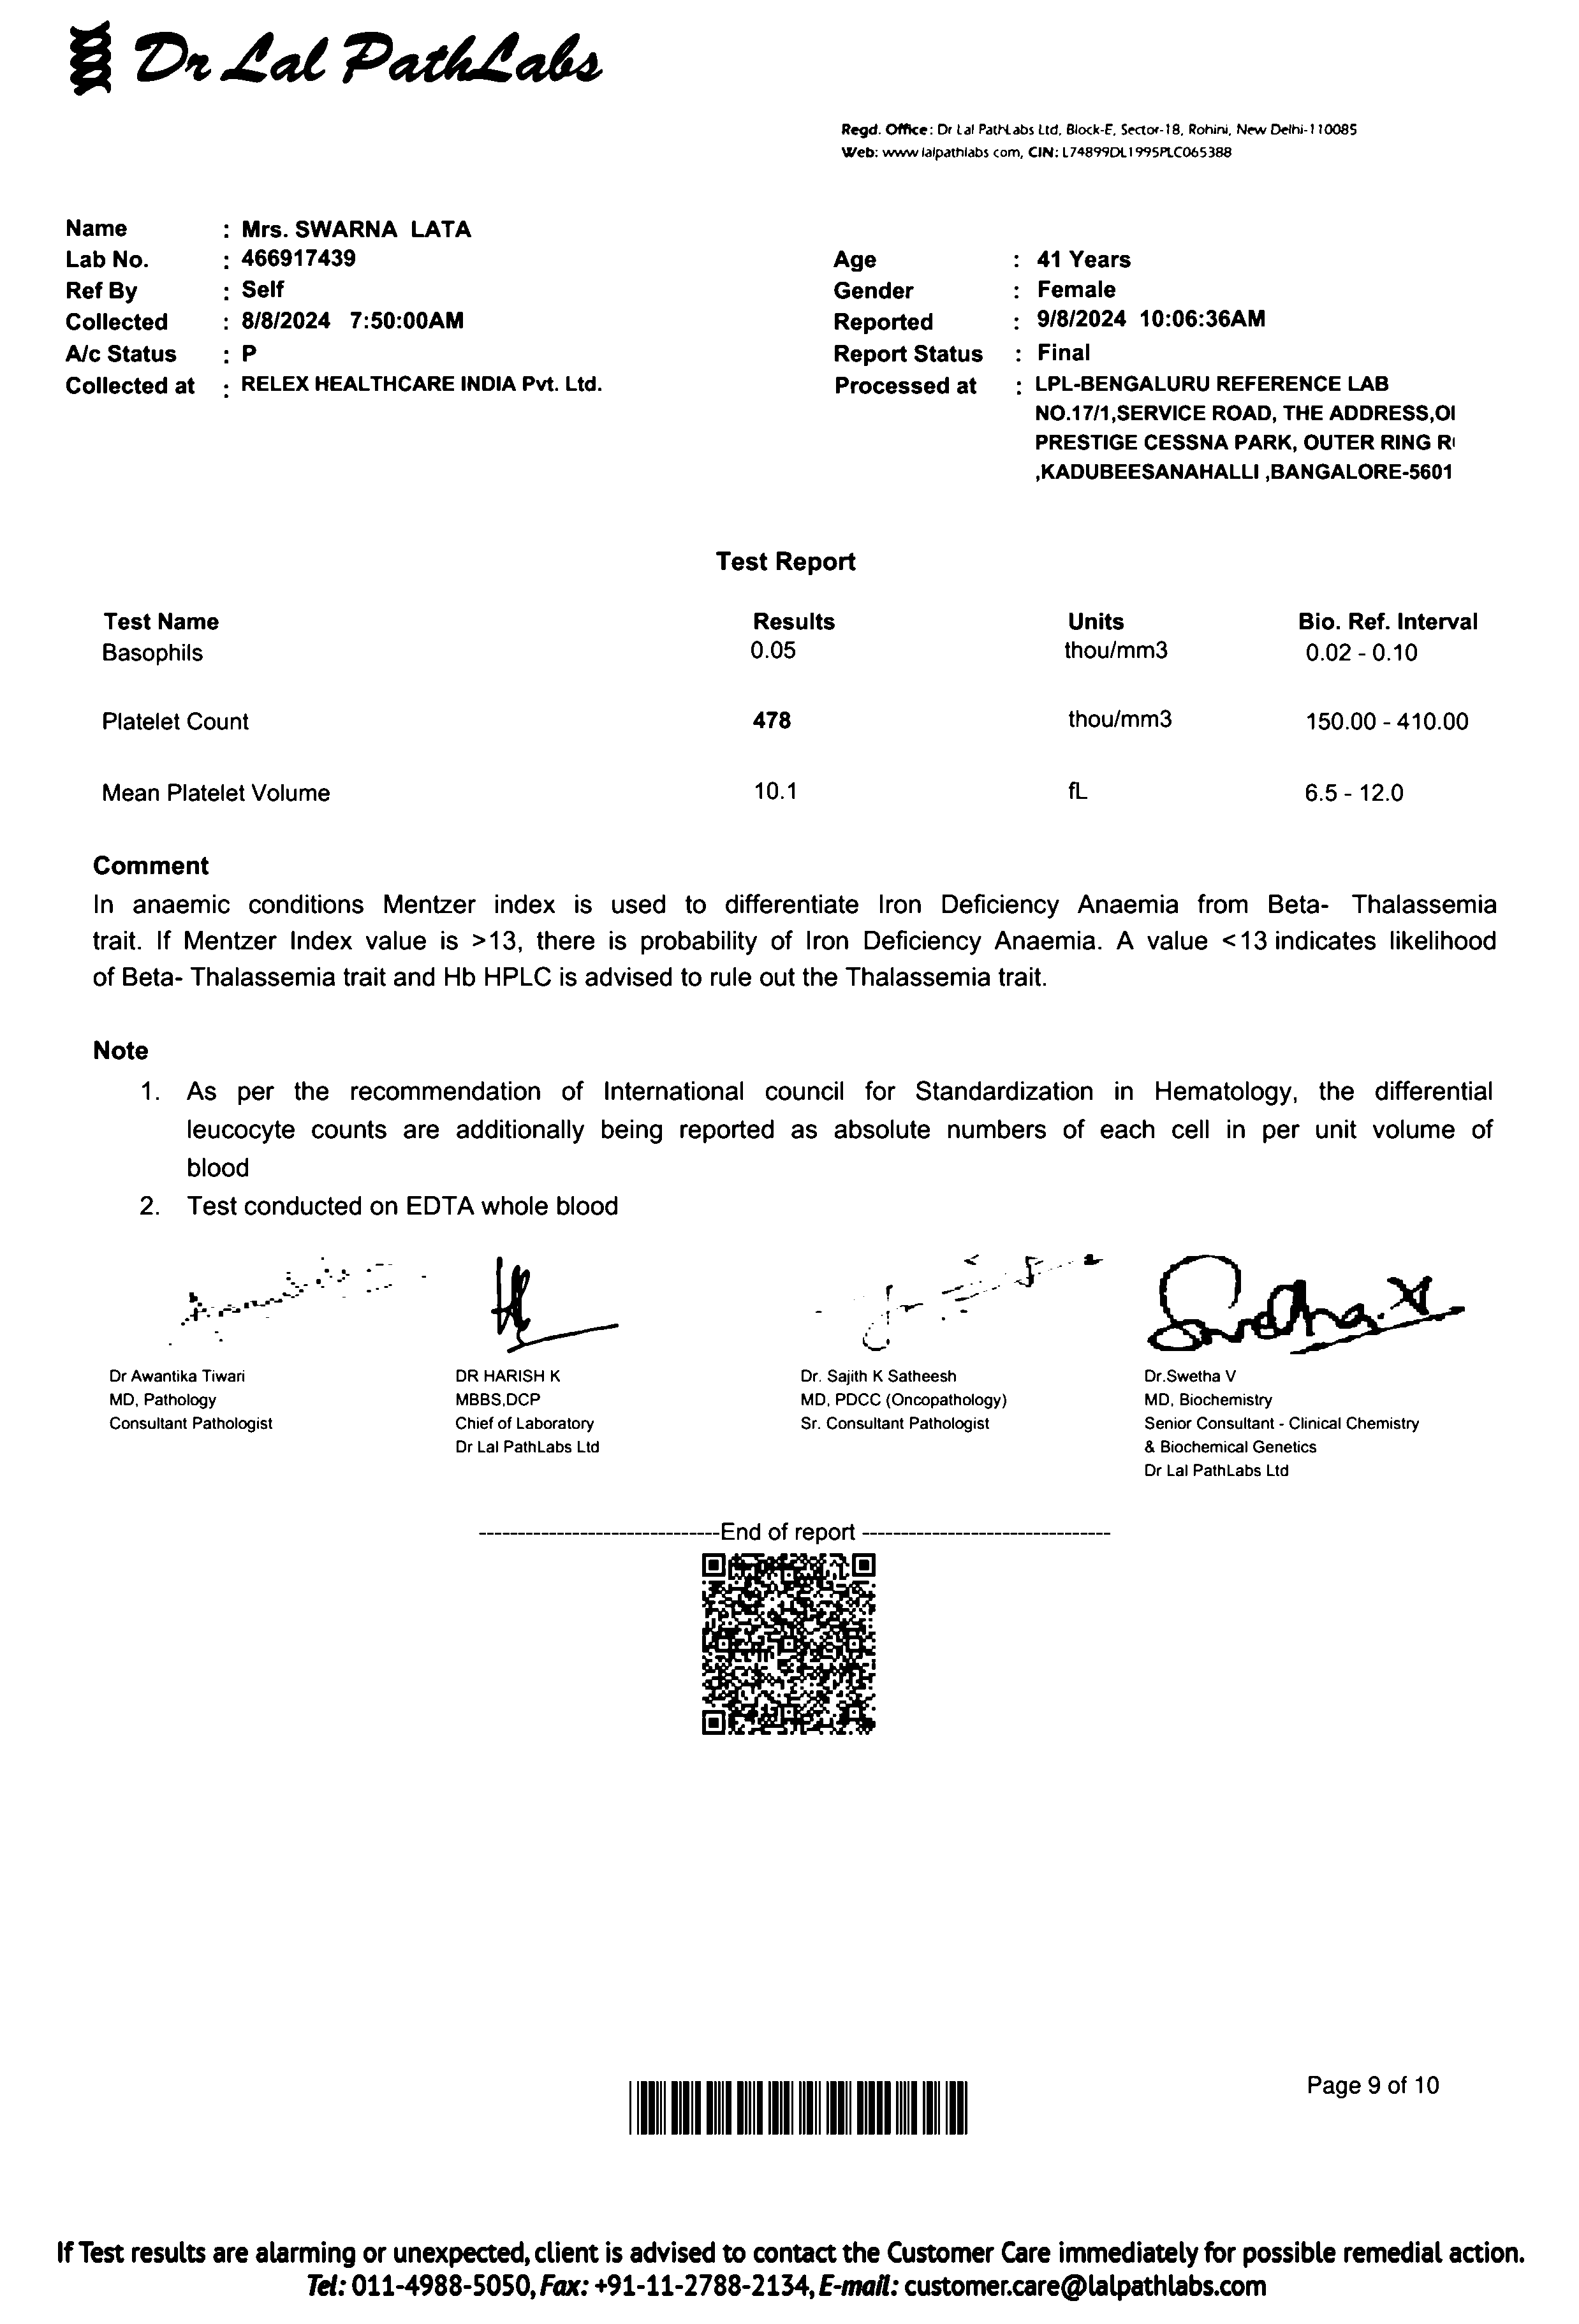 Dr Lal PathLabs
Regd. Office: Dr Lal PathLabs Ltd, Block-E, Sector-18, Rohini, New Delhi-110085
Web: www.lalpathlabs.com, CIN: L74899DL1995PLC065388
Name : Mrs. SWARNA LATA
Lab No. : 466917439 Age : 41 Years
Ref By : Self Gender : Female
Collected : 8/8/2024 7:50:00AM Reported : 9/8/2024 10:06:36AM
A/c Status : P Report Status : Final
Collected at : RELEX HEALTHCARE INDIA Pvt. Ltd. Processed at : LPL-BENGALURU REFERENCE LAB
NO.17/1,SERVICE ROAD, THE ADDRESS,
PRESTIGE CESSNA PARK, OUTER RING
,KADUBEESANAHALLI ,BANGALORE-5601
Test Report
Test Name Results Units Bio. Ref. Interval
Basophils 0.05 thou/mm3 0.02 - 0.10
Platelet Count 478 thou/mm3 150.00 - 410.00
Mean Platelet Volume 10.1 fL 6.5 - 12.0
Comment
In anaemic conditions Mentzer index is used to differentiate Iron Deficiency Anaemia from Beta- Thalassemia
trait. If Mentzer Index value is >13, there is probability of Iron Deficiency Anaemia. A value <13 indicates likelihood
of Beta- Thalassemia trait and Hb HPLC is advised to rule out the Thalassemia trait.
Note
1. As per the recommendation of International council for Standardization in Hematology, the differential
leucocyte counts are additionally being reported as absolute numbers of each cell in per unit volume of
blood
2. Test conducted on EDTA whole blood
Dr Awantika Tiwari DR HARISH K Dr. Sajith K Satheesh Dr.Swetha V
MD, Pathology MBBS,DCP MD, PDCC (Oncopathology) MD, Biochemistry
Consultant Pathologist Chief of Laboratory Sr. Consultant Pathologist Senior Consultant - Clinical Chemistry
Dr Lal PathLabs Ltd & Biochemical Genetics
Dr Lal PathLabs Ltd
-------------------------------End of report --------------------------------
Page 9 of 10
If Test results are alarming or unexpected, client is advised to contact the Customer Care immediately for possible remedial action.
Tel: 011-4988-5050, Fax: +91-11-2788-2134, E-mail: customer.care@lalpathlabs.com